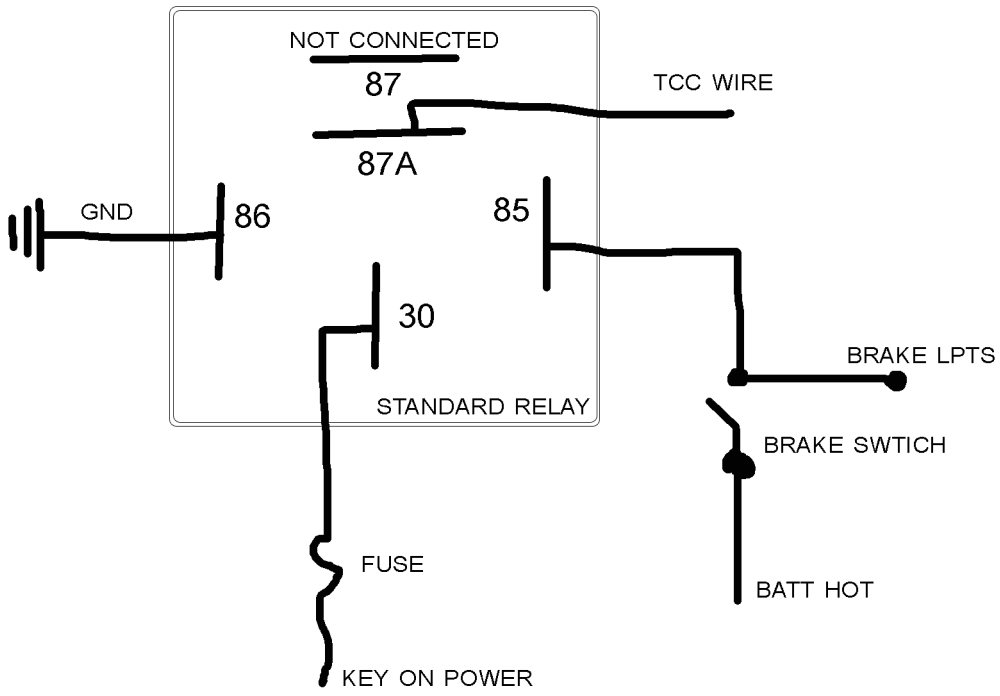 NOT CONNECTED
87
TCC WIRE
87A
GND
86
85
30
BRAKE LPTS
STANDARD RELAY
BRAKE SWTICH
FUSE
BATT HOT
KEY ON POWER